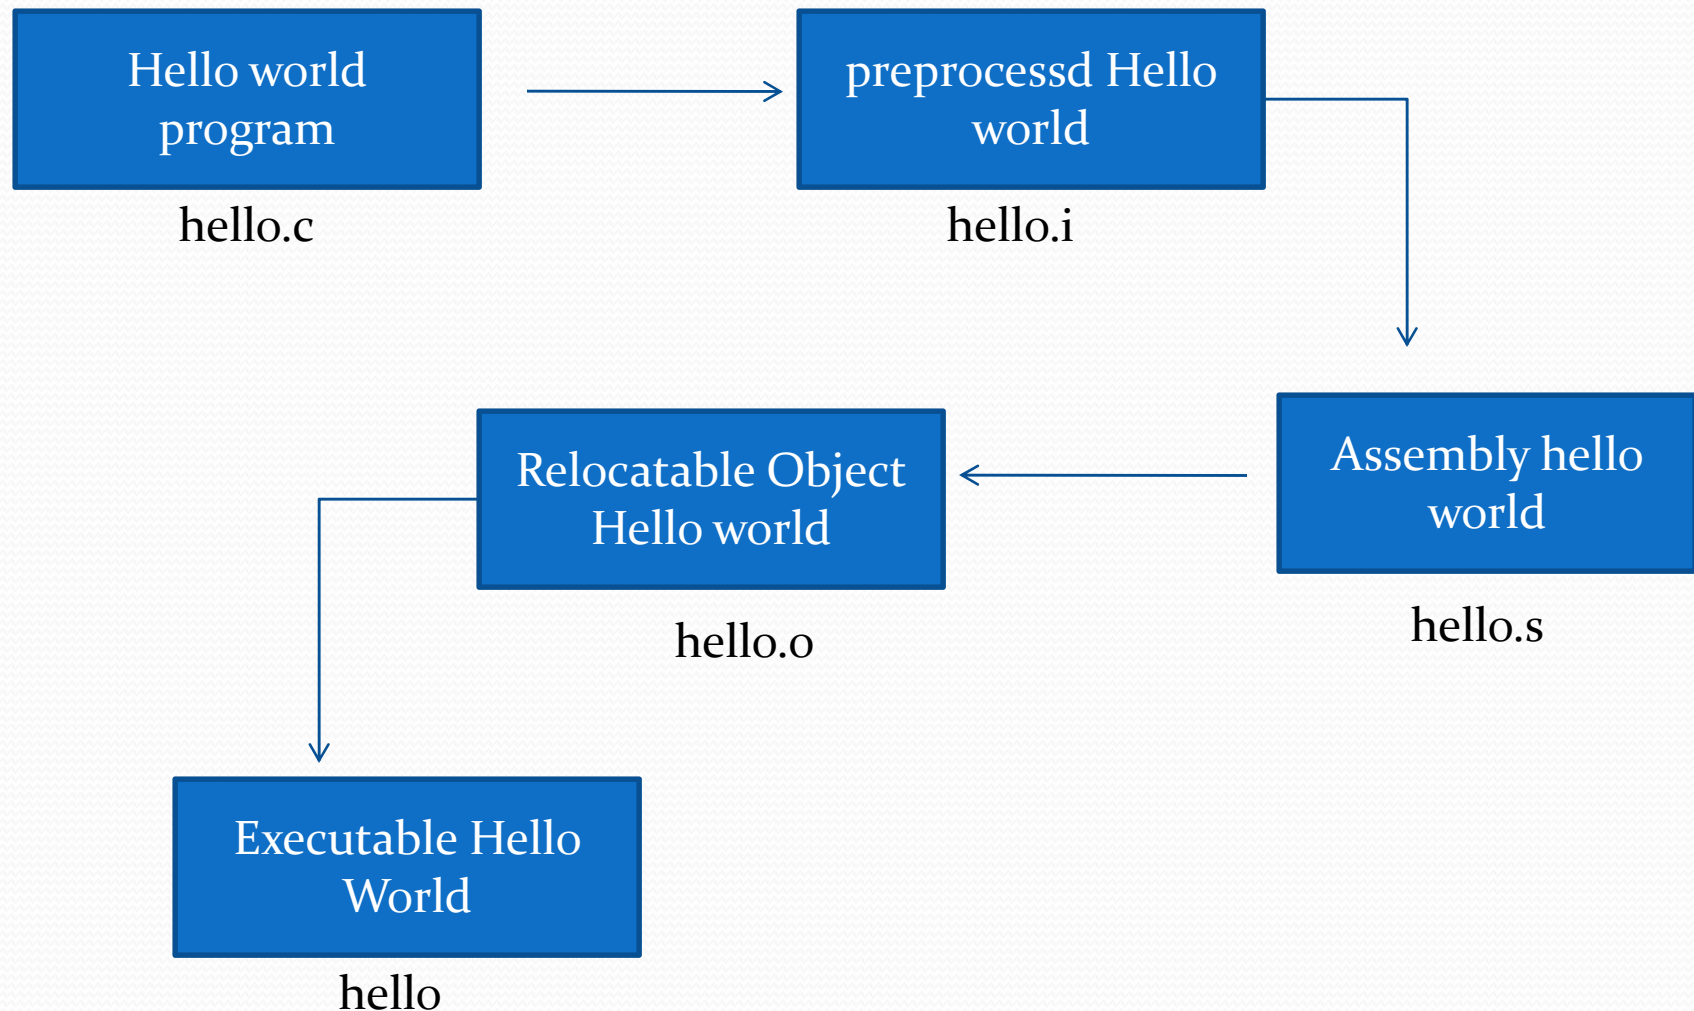 Hello world
program
hello.c
preprocessd Hello
world
hello.i
Assembly hello
world
hello.s
Relocatable Object
Hello world
hello.o
Executable Hello
World
hello